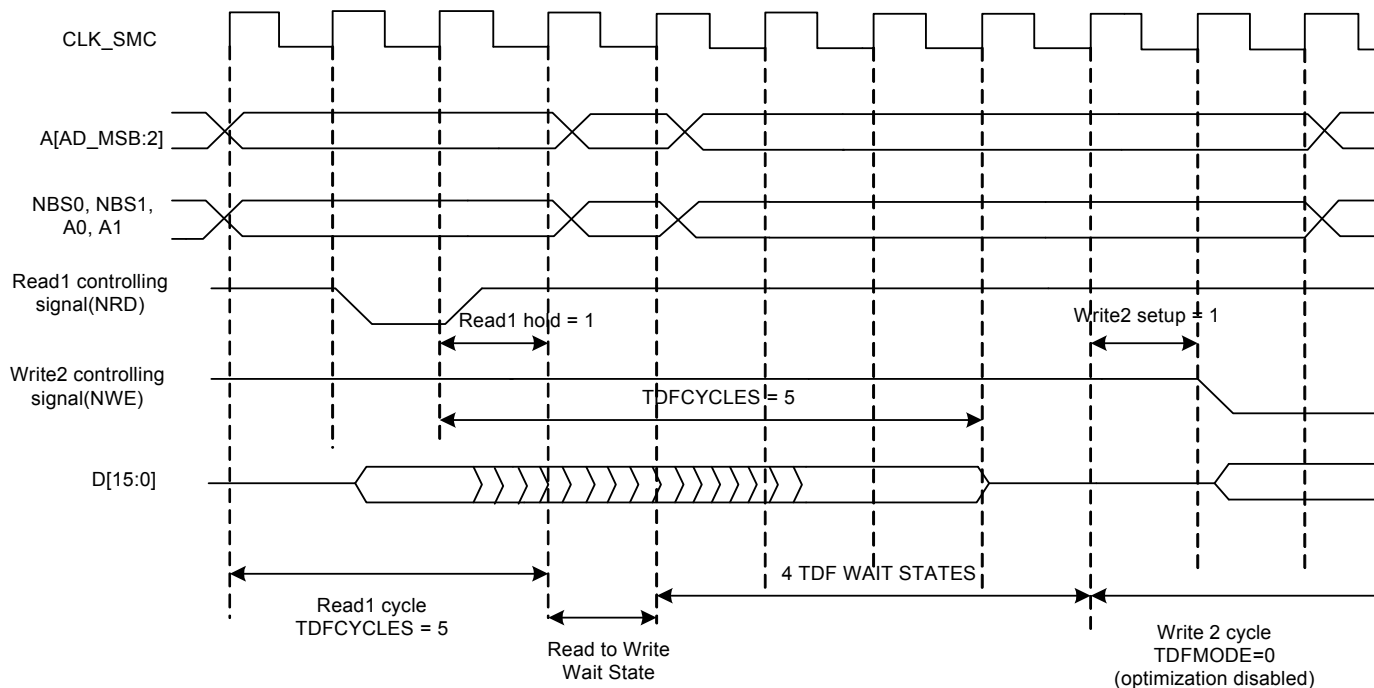 CLK_SMC
A[AD_MSB:2]
NBS0, NBS1,
A0, A1
Read1 controlling
signal(NRD)
Read1 hold = 1
Write2 setup = 1
Write2 controlling
signal(NWE)
TDFCYCLES = 5
D[15:0]
4 TDF WAIT STATES
Read1 cycle
TDFCYCLES = 5
Read to Write
Wait State
Write 2 cycle
TDFMODE=0
(optimization disabled)